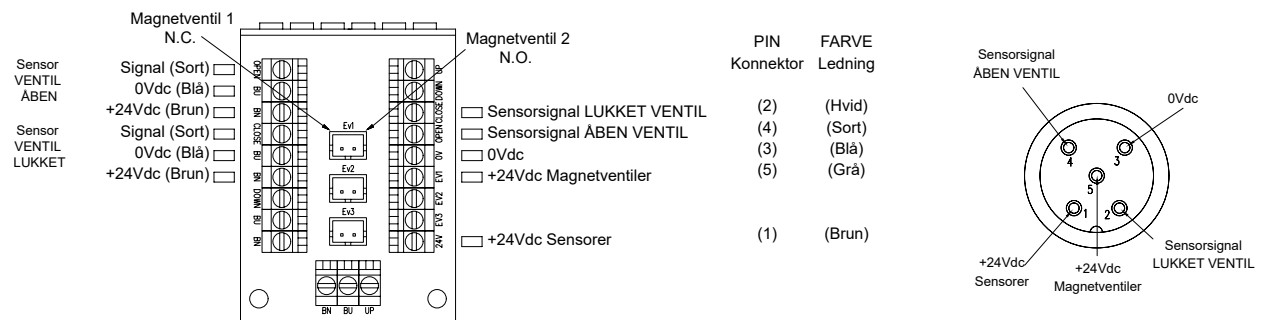 Magnetventil 1
N.C.
Magnetventil 2
N.O.
Sensor
VENTIL
ÅBEN
Signal (Sort)
0Vdc (Blå)
+24Vdc (Brun)
Sensor
VENTIL
LUKKET
Signal (Sort)
0Vdc (Blå)
+24Vdc (Brun)
OPEN
BU
BN
CLOSE
BU
BN
DOWN
BU
BN
Ev1
Ev2
Ev3
UP
DOWN
CLOSE
OPEN
0V
EV1
EV2
EV3
24V
BN BU UP
Sensorsignal LUKKET VENTIL
Sensorsignal ÅBEN VENTIL
0Vdc
+24Vdc Magnetventiler
+24Vdc Sensorer
PIN FARVE
Konnektor Ledning
(2) (Hvid)
(4) (Sort)
(3) (Blå)
(5) (Grå)
(1) (Brun)
Sensorsignal
ÅBEN VENTIL
0Vdc
4
3
5
1
2
+24Vdc
Sensorer
+24Vdc
Magnetventiler
Sensorsignal
LUKKET VENTIL